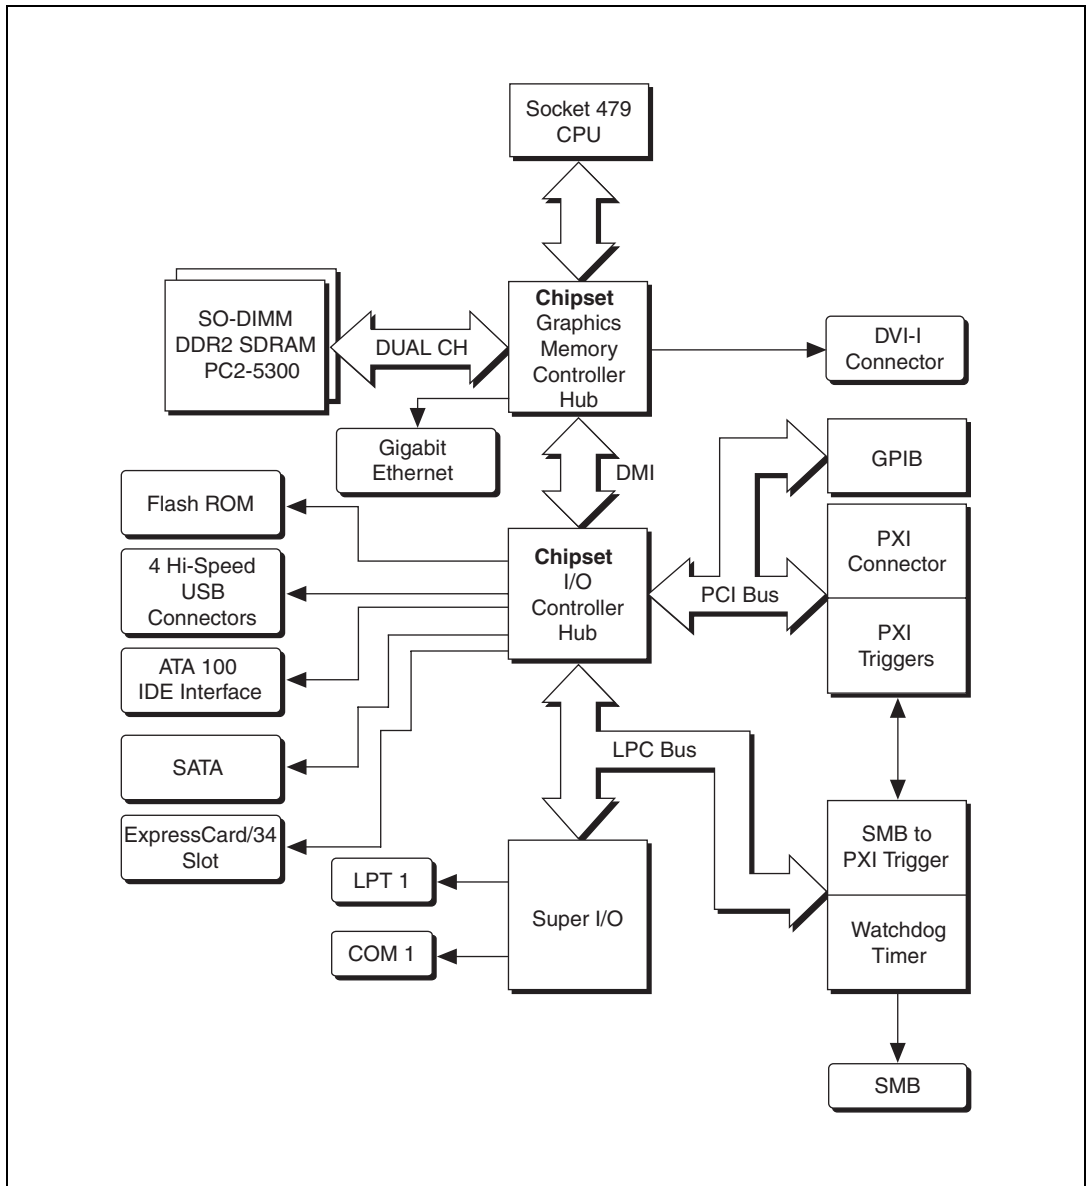 Socket 479
CPU
SO-DIMM
DDR2 SDRAM
PC2-5300
DUAL CH
Chipset
Graphics
Memory
Controller
Hub
DVI-I
Connector
Gigabit
Ethernet
DMI
GPIB
Flash ROM
4 Hi-Speed
USB
Connectors
ATA 100
IDE Interface
SATA
ExpressCard/34
Slot
Chipset
I/O
Controller
Hub
PCI Bus
PXI
Connector
PXI
Triggers
LPC Bus
LPT 1
COM 1
Super I/O
SMB to
PXI Trigger
Watchdog
Timer
SMB